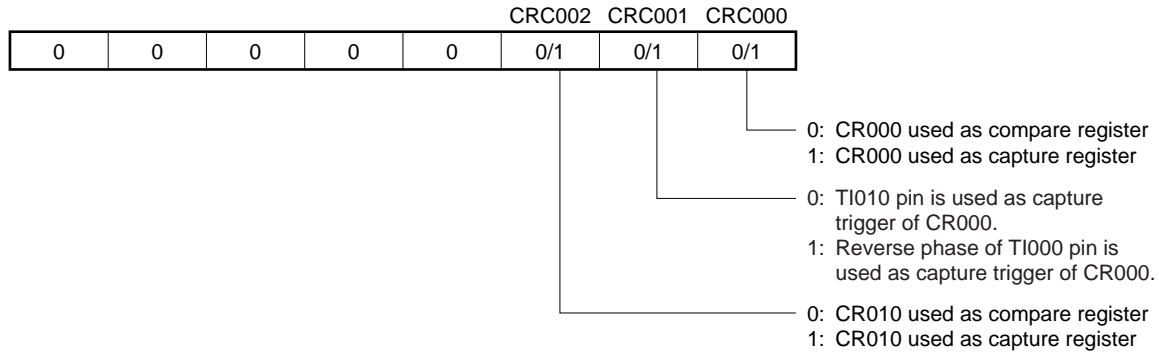 CRC002 CRC001 CRC000
0 0 0 0 0 0/1 0/1 0/1
0: CR000 used as compare register
1: CR000 used as capture register
0: TI010 pin is used as capture
trigger of CR000.
1: Reverse phase of TI000 pin is
used as capture trigger of CR000.
0: CR010 used as compare register
1: CR010 used as capture register